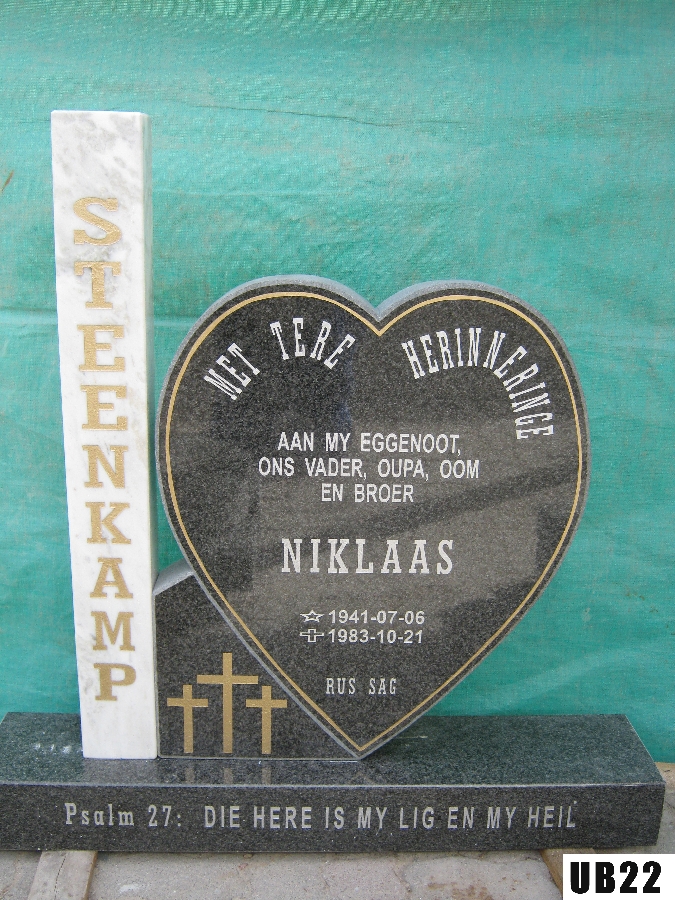 STEENKAMP
MET TERE HERINNERINGE
AAN MY EGGENOOT,
ONS VADER, OUPA, OOM
EN BROER
NIKLAAS
1941-07-06
1983-10-21
RUS SAG
Psalm 27: DIE HERE IS MY LIG EN MY HEIL
UB22